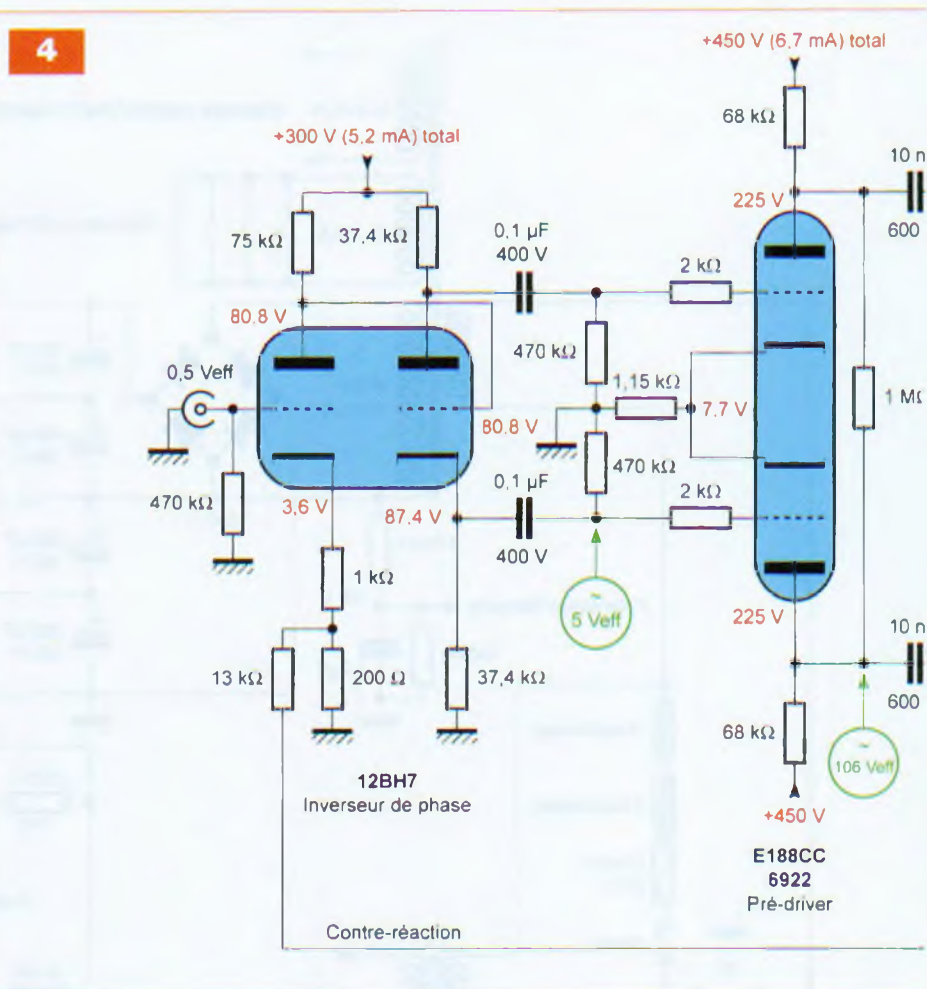 4
+450 V (6,7 mA) total
68 kΩ
+300 V (5,2 mA) total
10 n
225 V
600
75 kΩ
37,4 kΩ
0,1 µF
400 V
2 kΩ
80,8 V
470 kΩ
0,5 Veff
1,15 kΩ
7,7 V
1 MΩ
80,8 V
470 kΩ
470 kΩ
3,6 V
87,4 V
0,1 µF
400 V
2 kΩ
1 kΩ
~
5 Veff
225 V
10 n
600
13 kΩ
200 Ω
37,4 kΩ
68 kΩ
~
106 Veff
12BH7
Inverseur de phase
+450 V
E188CC
6922
Pré-driver
Contre-réaction